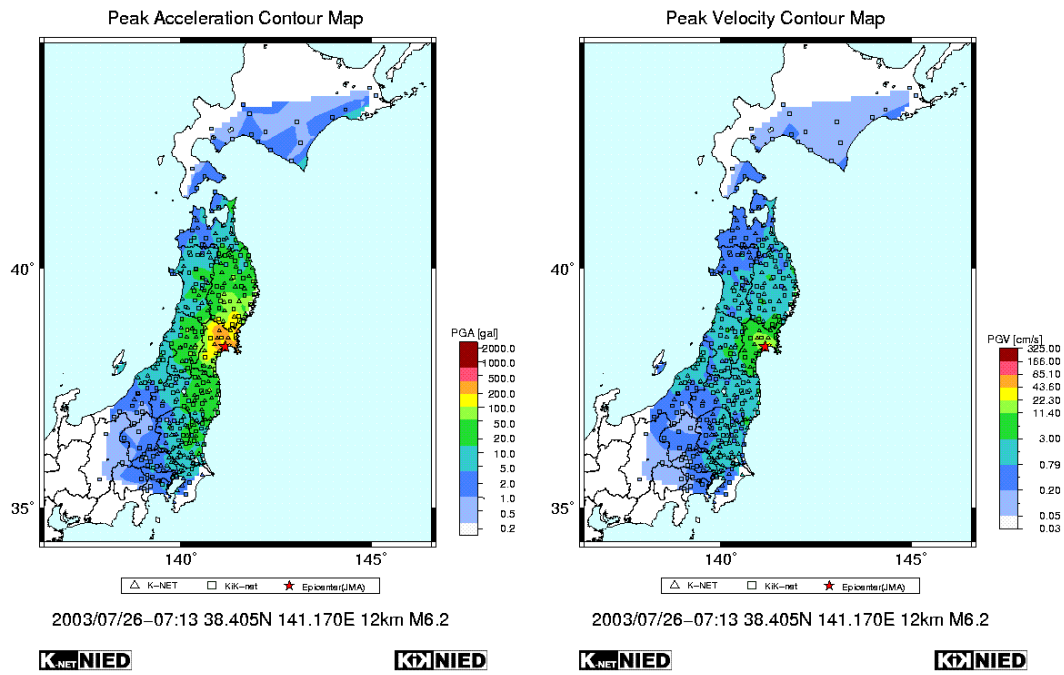 Peak Acceleration Contour Map
40°
35°
140°
145°
PGA [gal]
2000.0
1000.0
500.0
200.0
100.0
50.0
20.0
10.0
5.0
2.0
1.0
0.5
0.2
K-NET KiK-net Epicenter(JMA)
2003/07/26-07:13 38.405N 141.170E 12km M6.2
K-NET NIED
KiK NIED
Peak Velocity Contour Map
40°
35°
140°
145°
PGV [cm/s]
325.00
166.00
85.10
43.60
22.30
11.40
3.00
0.79
0.20
0.05
0.03
K-NET KiK-net Epicenter(JMA)
2003/07/26-07:13 38.405N 141.170E 12km M6.2
K-NET NIED
KiK NIED